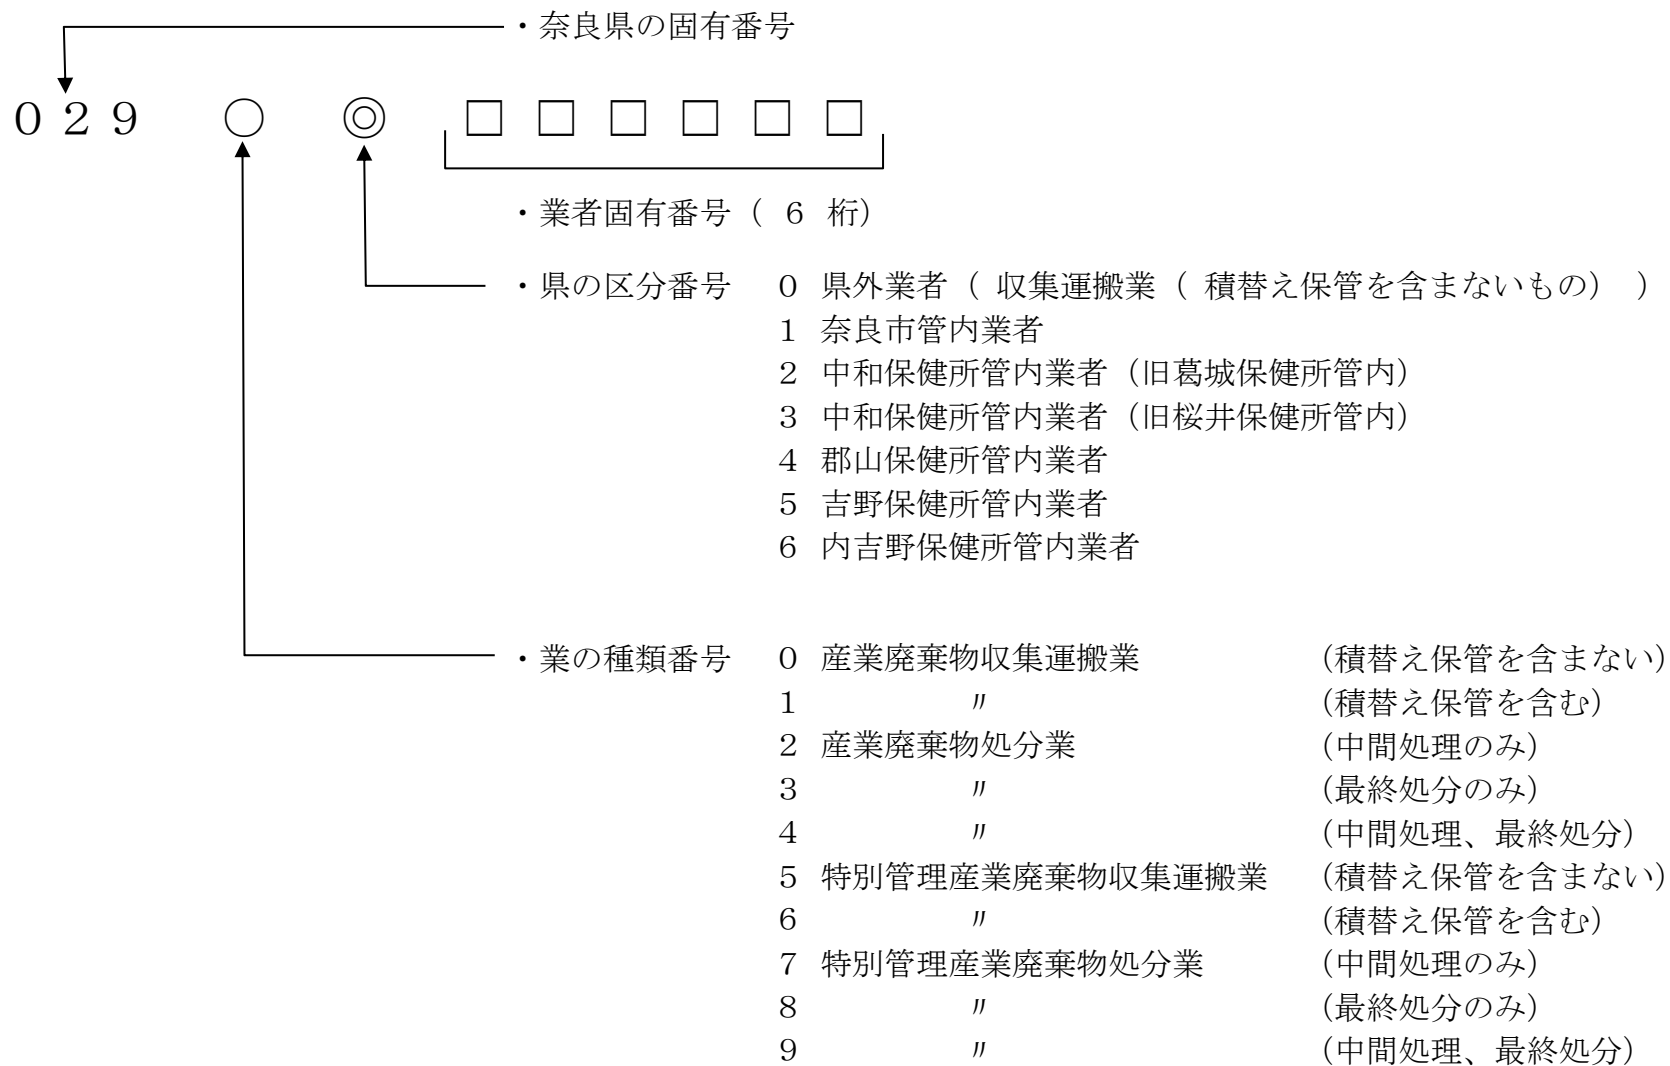 ・奈良県の固有番号
０２９ ○ ◎ □ □ □ □ □ □
・業者固有番号（ ６ 桁）
・県の区分番号 ０ 県外業者（ 収集運搬業（ 積替え保管を含まないもの） ）
１ 奈良市管内業者
２ 中和保健所管内業者（旧葛城保健所管内）
３ 中和保健所管内業者（旧桜井保健所管内）
４ 郡山保健所管内業者
５ 吉野保健所管内業者
６ 内吉野保健所管内業者
・業の種類番号 ０ 産業廃棄物収集運搬業 （積替え保管を含まない）
１ 〃 （積替え保管を含む）
２ 産業廃棄物処分業 （中間処理のみ）
３ 〃 （最終処分のみ）
４ 〃 （中間処理、最終処分）
５ 特別管理産業廃棄物収集運搬業 （積替え保管を含まない）
６ 〃 （積替え保管を含む）
７ 特別管理産業廃棄物処分業 （中間処理のみ）
８ 〃 （最終処分のみ）
９ 〃 （中間処理、最終処分）